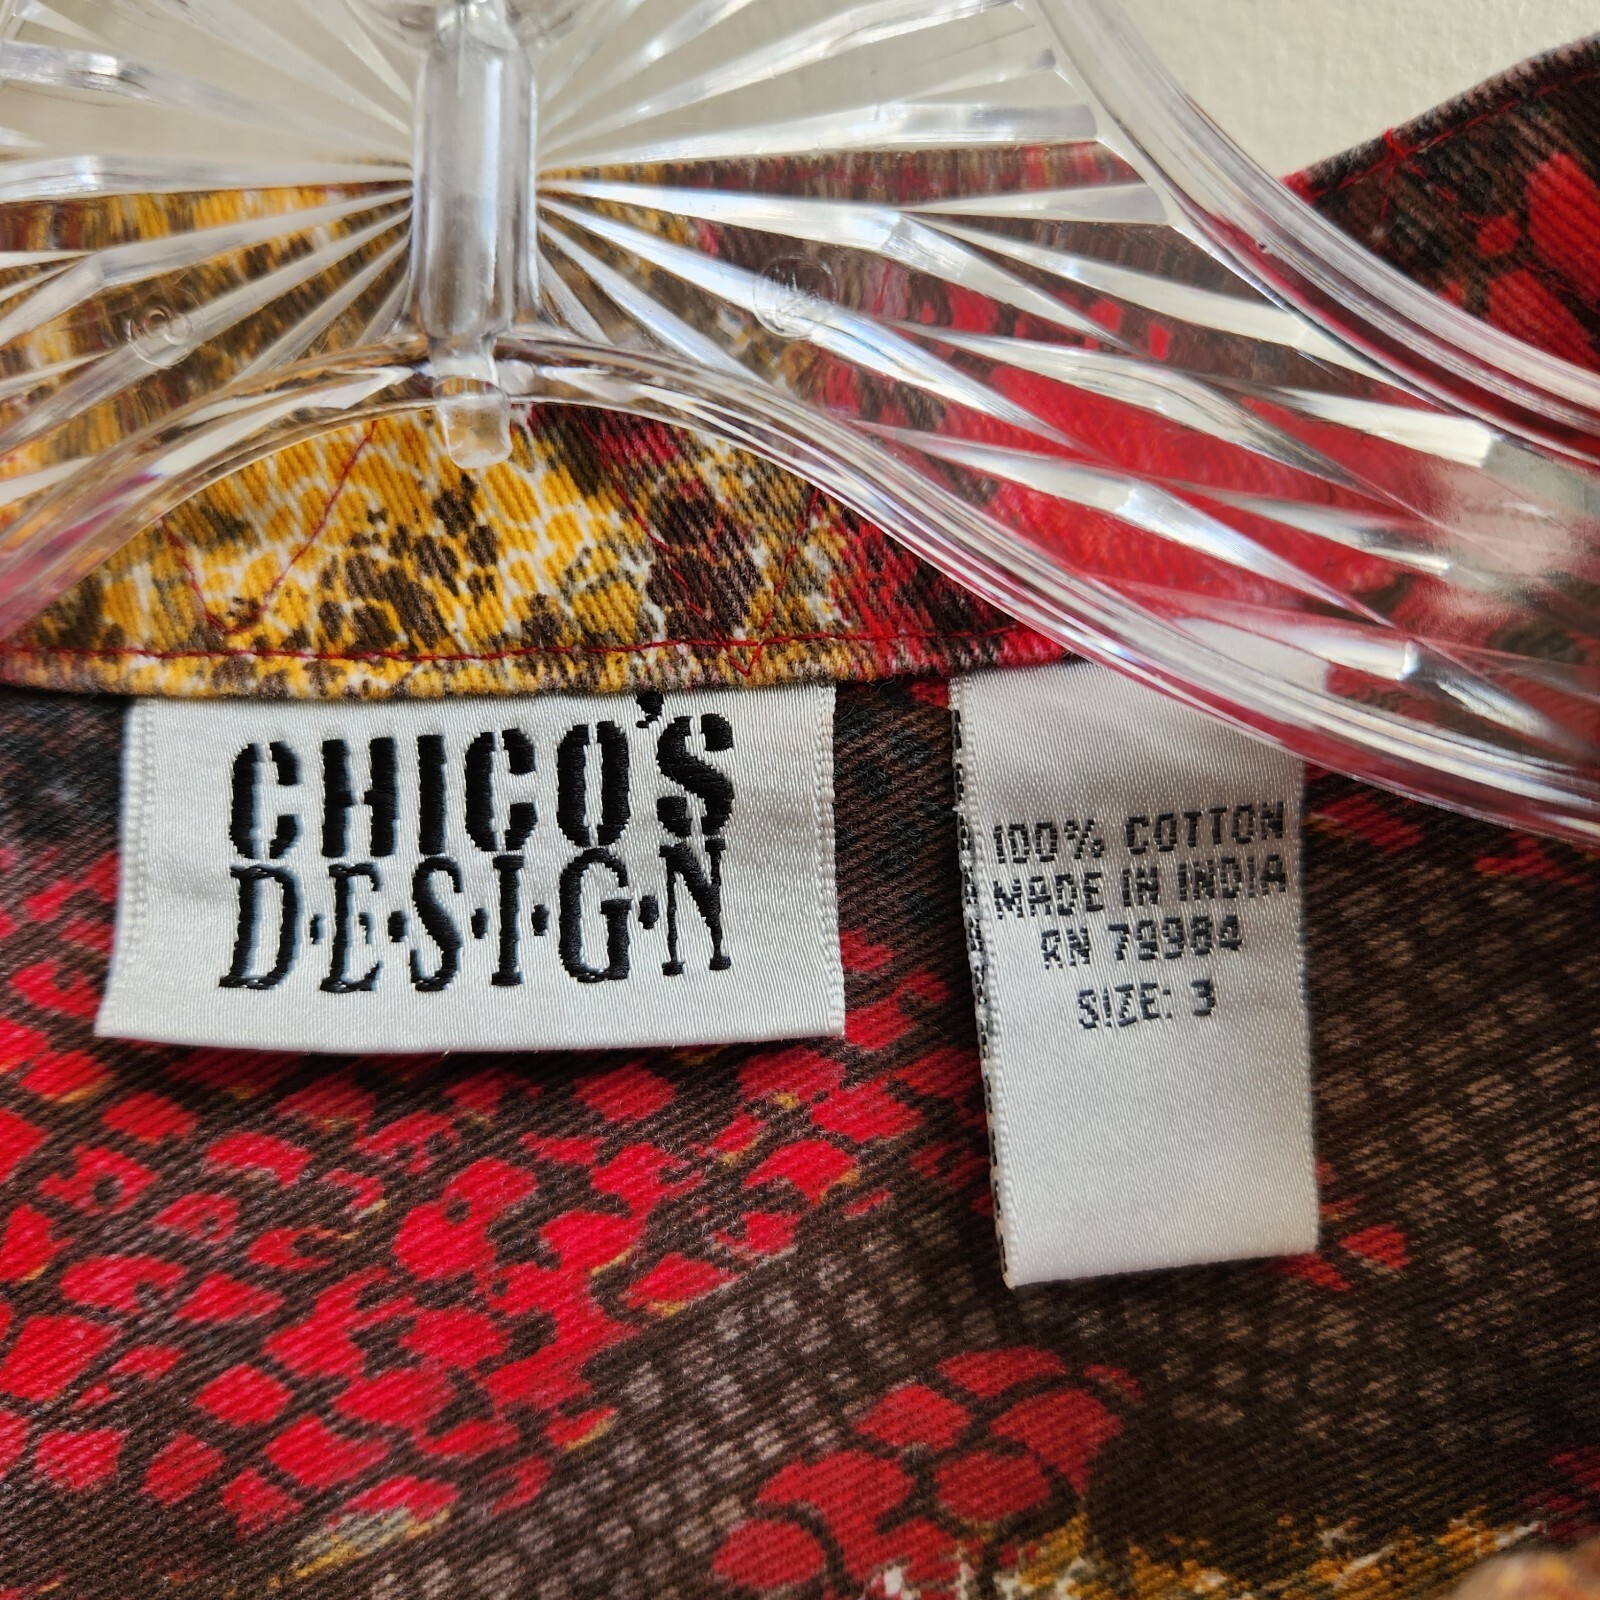 CHICO'S
D•E•S•I•G•N
100% COTTON
MADE IN INDIA
RN 79984
SIZE: 3